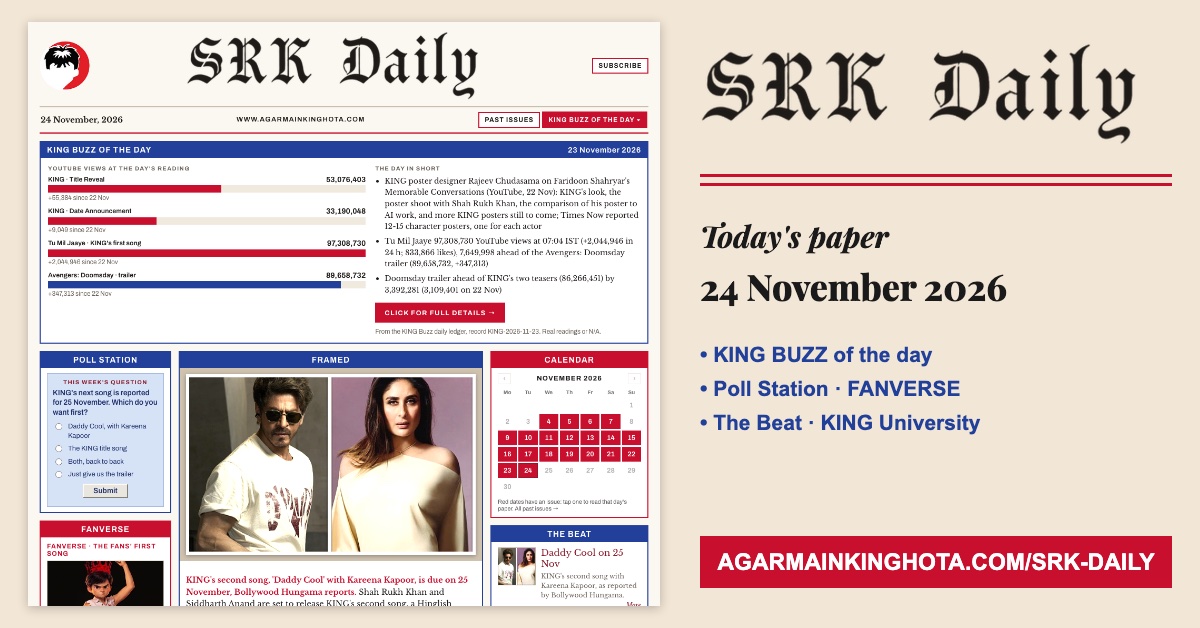 SRK Daily
SUBSCRIBE
24 November, 2026
WWW.AGARMAINKINGHOTA.COM
PAST ISSUES
KING BUZZ OF THE DAY
KING BUZZ OF THE DAY
23 November 2026
YOUTUBE VIEWS AT THE DAY'S READING
KING · Title Reveal
53,076,403
+55,384 since 22 Nov
KING · Date Announcement
33,190,048
+9,049 since 22 Nov
Tu Mil Jaaye · KING's first song
97,308,730
+2,044,946 since 22 Nov
Avengers: Doomsday · trailer
89,658,732
+347,313 since 22 Nov
THE DAY IN SHORT
• KING poster designer Rajeev Chudasama on Faridoon Shahryar's
Memorable Conversations (YouTube, 22 Nov): KING's look, the
poster shoot with Shah Rukh Khan, the comparison of his poster to
AI work, and more KING posters still to come; Times Now reported
12-15 character posters, one for each actor
• Tu Mil Jaaye 97,308,730 YouTube views at 07:04 IST (+2,044,946 in
24 h; 833,866 likes), 7,649,998 ahead of the Avengers: Doomsday
trailer (89,658,732, +347,313)
• Doomsday trailer ahead of KING's two teasers (86,266,451) by
3,392,281 (3,109,401 on 22 Nov)
CLICK FOR FULL DETAILS →
From the KING Buzz daily ledger, record KING-2026-11-23. Real readings or N/A.
POLL STATION
THIS WEEK'S QUESTION
KING's next song is reported
for 25 November. Which do you
want first?
Daddy Cool, with Kareena
Kapoor
The KING title song
Both, back to back
Just give us the trailer
Submit
FANVERSE
FANVERSE · THE FANS' FIRST
SONG
FRAMED
KING's second song, 'Daddy Cool' with Kareena Kapoor, is due on 25
November, Bollywood Hungama reports. Shah Rukh Khan and
Siddharth Anand are set to release KING's second song, a Hinglish
CALENDAR
‹ NOVEMBER 2026 ›
Mo Tu We Th Fr Sa Su
1
2 3 4 5 6 7 8
9 10 11 12 13 14 15
16 17 18 19 20 21 22
23 24 25 26 27 28 29
30
Red dates have an issue; tap one to read that day's
paper. All past issues →
THE BEAT
Daddy Cool on 25
Nov
KING's second song with
Kareena Kapoor, as reported
by Bollywood Hungama.
More
SRK Daily
Today's paper
24 November 2026
• KING BUZZ of the day
• Poll Station · FANVERSE
• The Beat · KING University
AGARMAINKINGHOTA.COM/SRK-DAILY